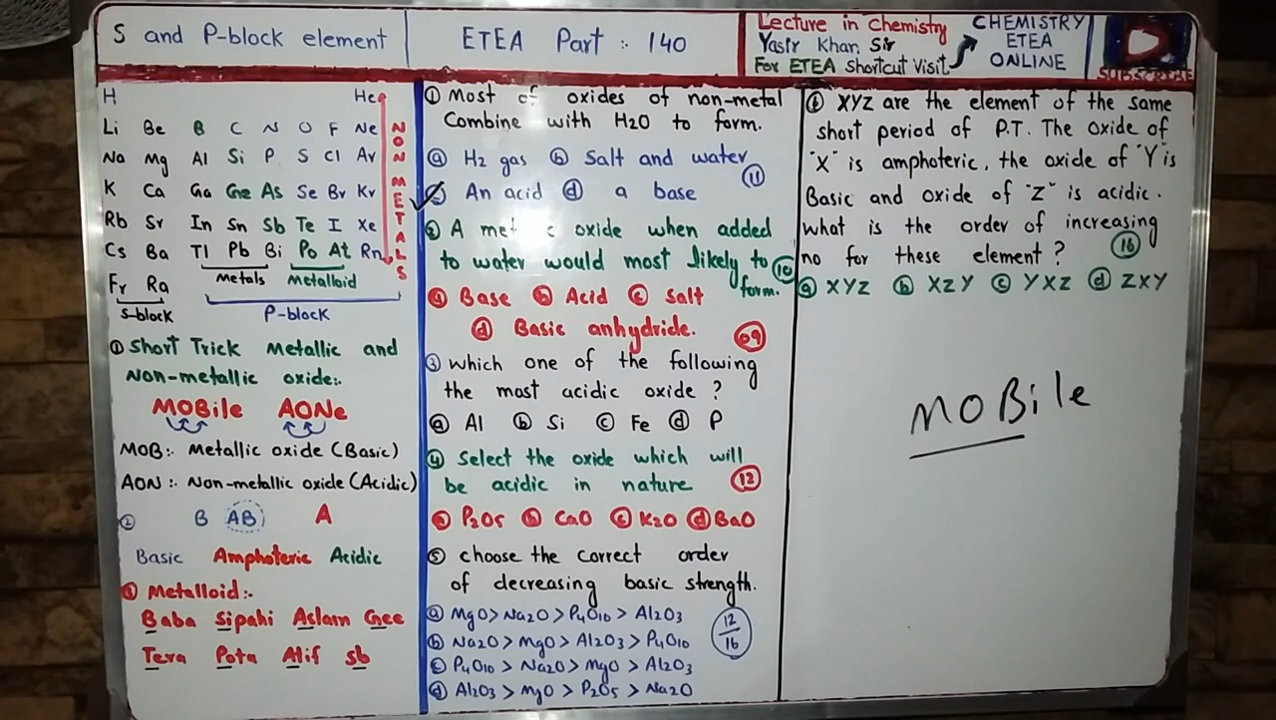 S and P-block element
ETEA Part :- 140
Lecture in Chemistry
Yasir Khan Sir
For ETEA Shortcut Visit
CHEMISTRY
ETEA
ONLINE
SUBSCRIBE
H He
Li Be B C N O F Ne
Na Mg Al Si P S Cl Ar
K Ca Ga Ge As Se Br Kr
Rb Sr In Sn Sb Te I Xe
Cs Ba Tl Pb Bi Po At Rn
Fr Ra metals metalloid
NON METALS
S-block P-block
① Short Trick Metallic and
Non-metallic oxide:-
MOBile AONe
MOB:- Metallic oxide (Basic)
AON :- Non-metallic oxide (Acidic)
② B AB A
Basic Amphoteric Acidic
③ Metalloid:-
Baba Sipahi Aslam Gee
Tera Pota Alif Sb
① Most of oxides of non-metal
Combine with H2O to form.
ⓐ H2 gas ⓑ Salt and water
⑪
An acid ⓓ a base
② A met c oxide when added
to water would most likely to
form. ⑩
ⓐ Base ⓑ Acid ⓒ Salt
ⓓ Basic anhydride. 09
③ which one of the following
the most acidic oxide ?
ⓐ Al ⓑ Si ⓒ Fe ⓓ P
④ Select the oxide which will
be acidic in nature ⑫
ⓐ P2O5 ⓑ CaO ⓒ K2O ⓓ BaO
⑤ choose the correct order
of decreasing basic strength.
ⓐ MgO > Na2O > P4O10 > Al2O3
ⓑ Na2O > MgO > Al2O3 > P4O10
12/16
ⓒ P4O10 > Na2O > MgO > Al2O3
ⓓ Al2O3 > MgO > P2O5 > Na2O
⑥ XYZ are the element of the same
short period of P.T. The oxide of
"X" is amphoteric, the oxide of "Y" is
Basic and oxide of "Z" is acidic.
what is the order of increasing
no for these element ? ⑯
ⓐ XYZ ⓑ XZY ⓒ YXZ ⓓ ZXY
MOBile